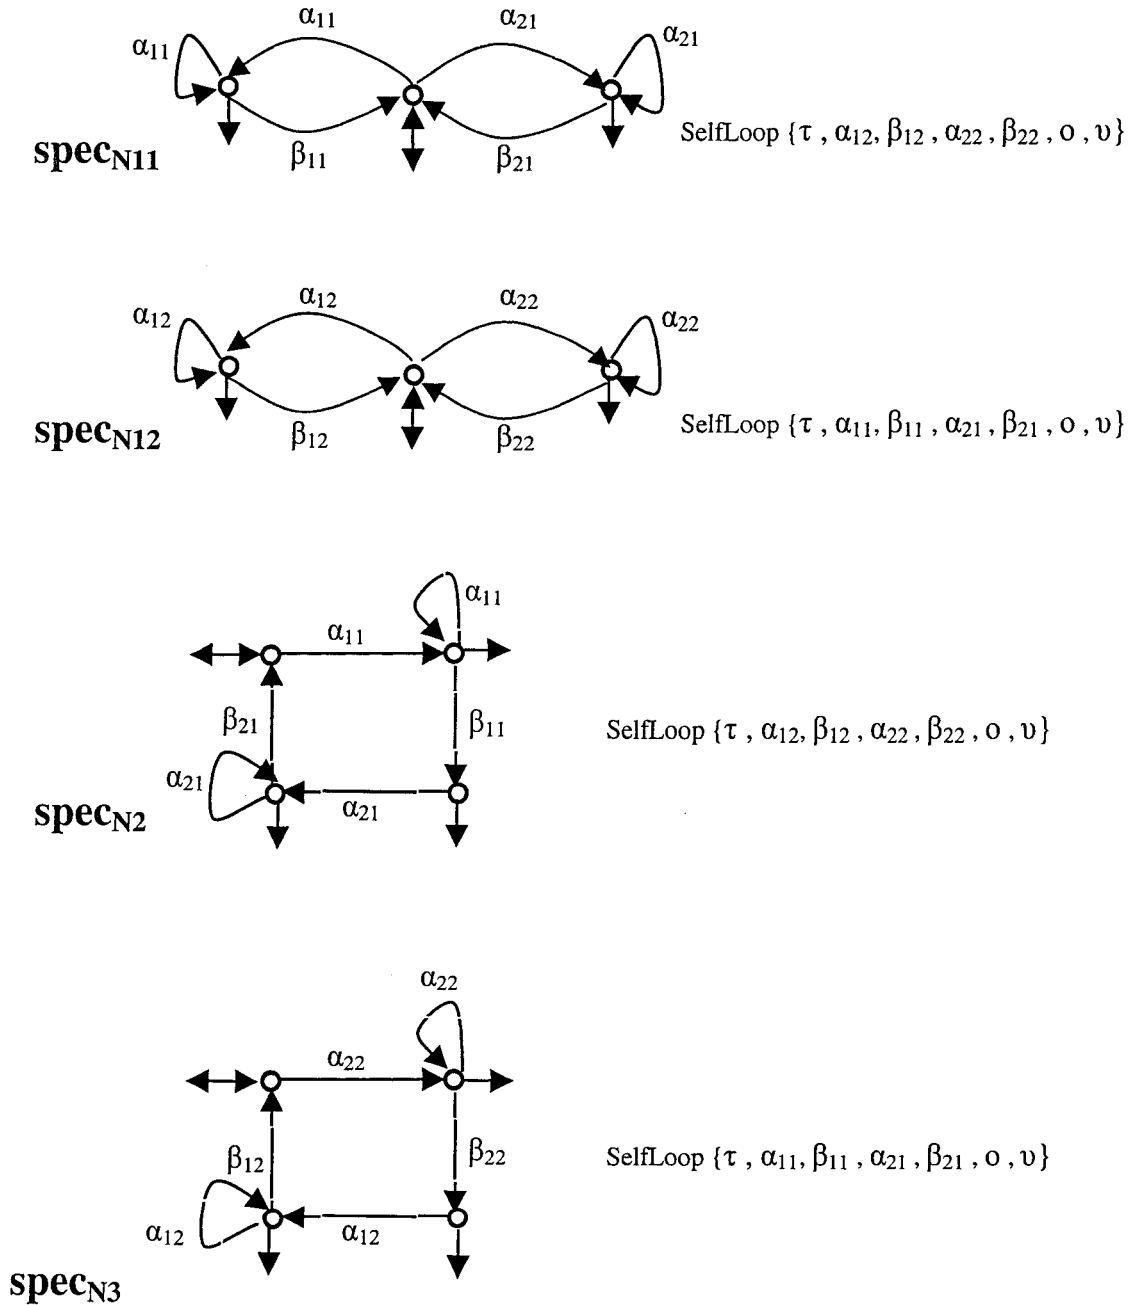 α11 α11 α21 α21
specN11 β11 β21 SelfLoop {τ , α12, β12 , α22, β22 , o , υ}
α12 α12 α22 α22
specN12 β12 β22 SelfLoop {τ , α11, β11 , α21, β21 , o , υ}
α11
α11
β21 β11 SelfLoop {τ , α12, β12 , α22, β22 , o , υ}
α21 α21
specN2
α22
α22
β12 β22 SelfLoop {τ , α11, β11 , α21, β21 , o , υ}
α12 α12
specN3